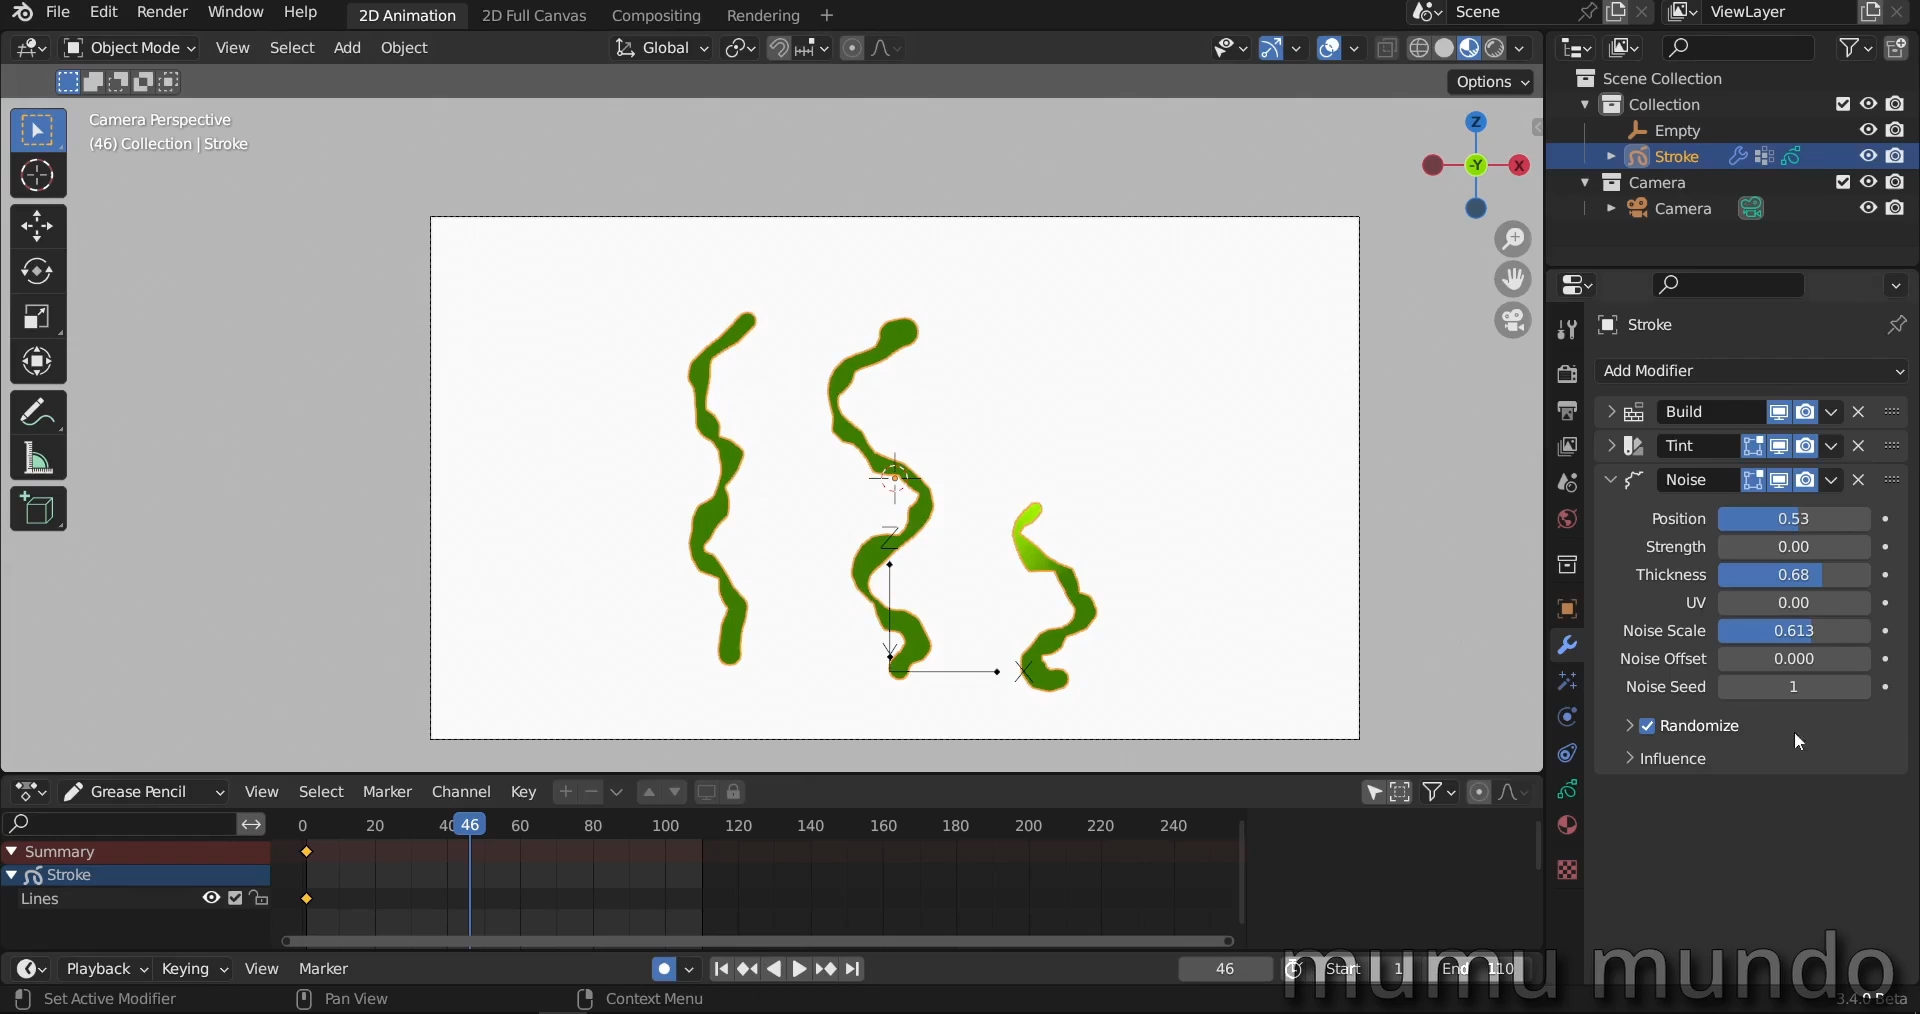 File Edit Render Window Help 2D Animation 2D Full Canvas Compositing Rendering + Scene ViewLayer
Object Mode View Select Add Object Global
Options
Camera Perspective
(46) Collection | Stroke
Z
-Y
X
Z
Y
X
Scene Collection
Collection
Empty
Stroke
Camera
Camera
Stroke
Add Modifier
Build
Tint
Noise
Position 0.53
Strength 0.00
Thickness 0.68
UV 0.00
Noise Scale 0.613
Noise Offset 0.000
Noise Seed 1
Randomize
Influence
Grease Pencil View Select Marker Channel Key
0 20 40 46 60 80 100 120 140 160 180 200 220 240
Summary
Stroke
Lines
Playback Keying View Marker 46 Start 1 End 110
Set Active Modifier Pan View Context Menu 3.4.0 Beta
mumu mundo